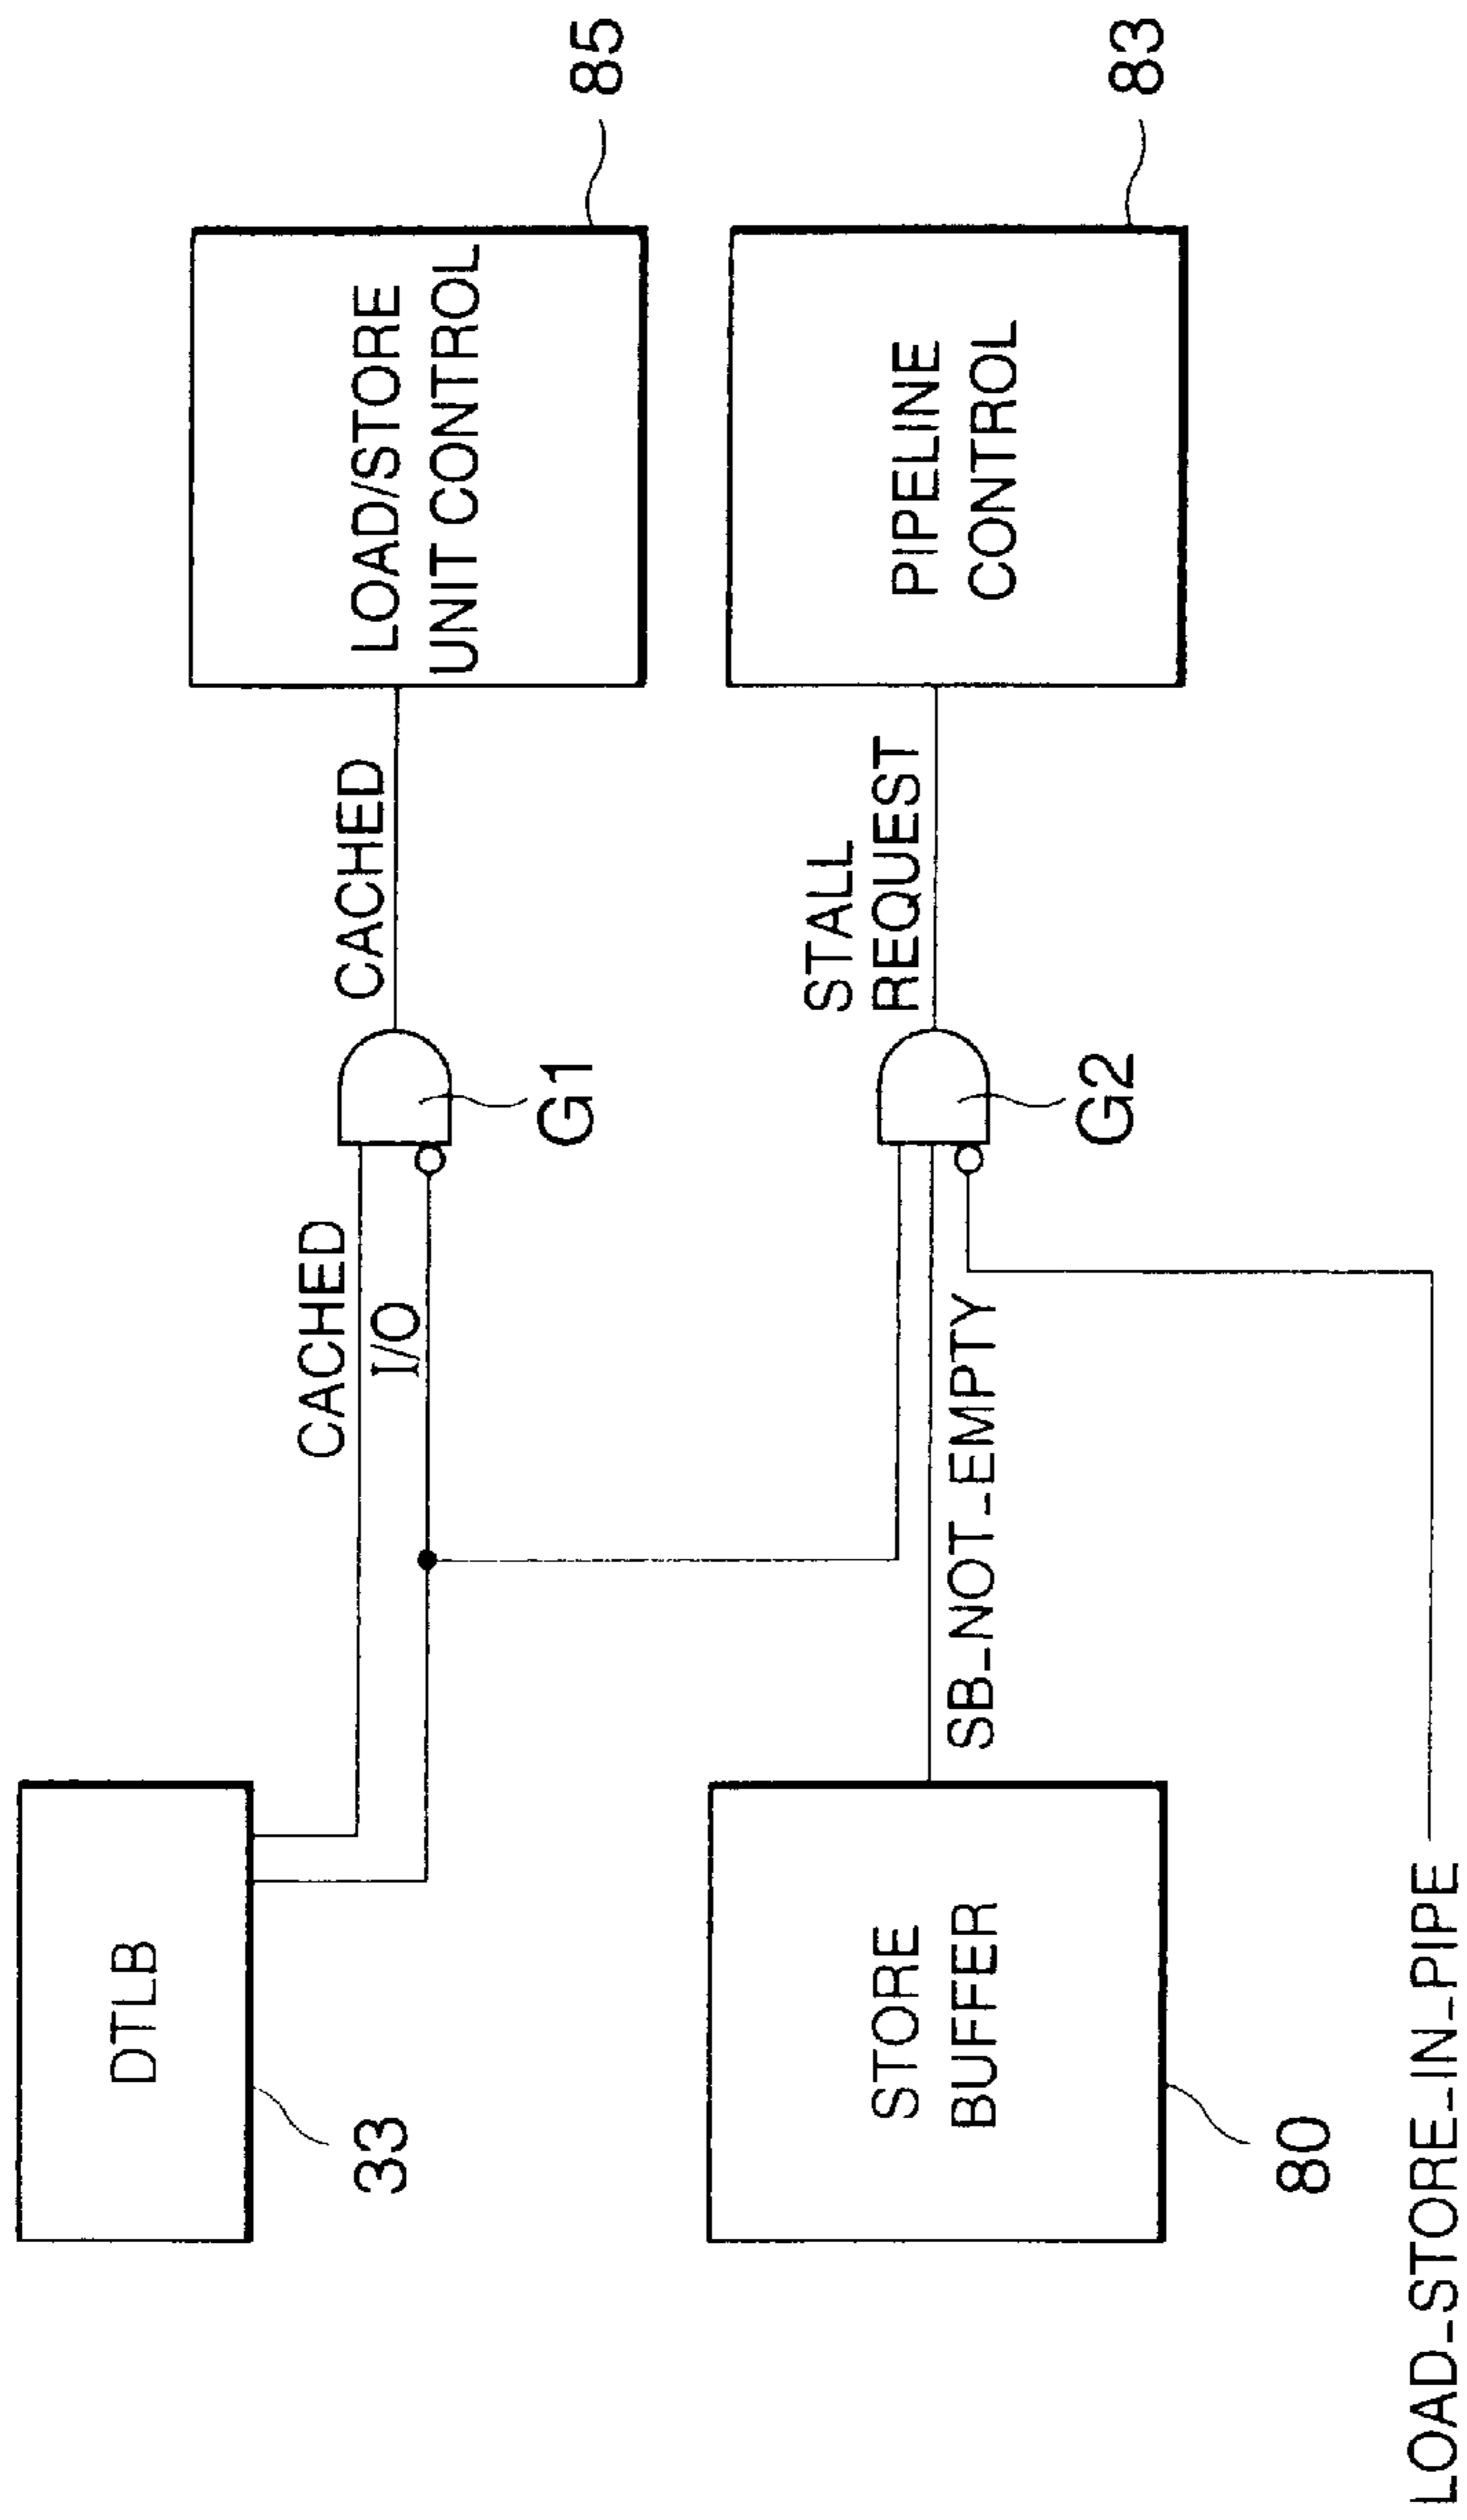 DTLB
33
CACHED
I/O
G1
CACHED
LOAD/STORE
UNIT CONTROL
85
STORE
BUFFER
80
SB_NOT_EMPTY
G2
STALL
REQUEST
PIPELINE
CONTROL
83
LOAD_STORE_IN_PIPE